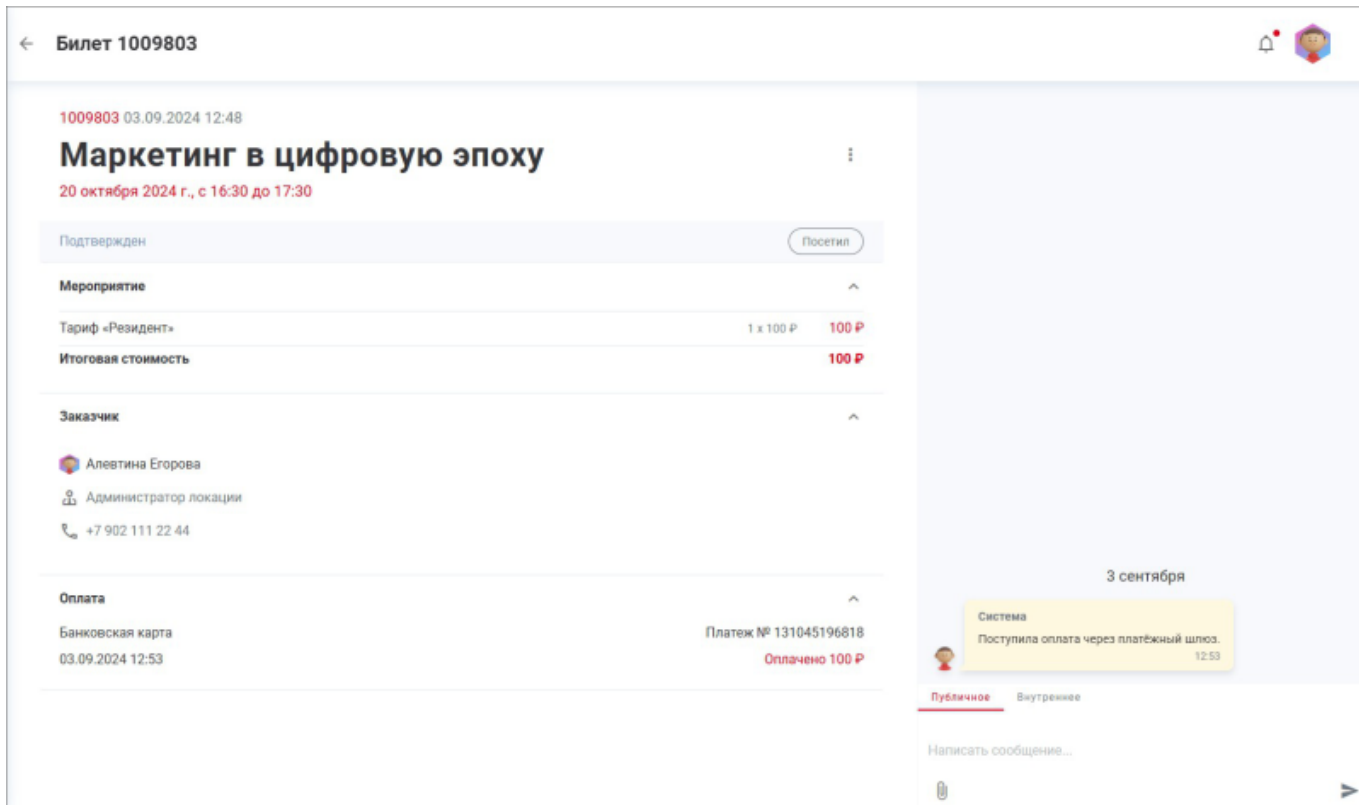 Билет 1009803
1009803 03.09.2024 12:48
Маркетинг в цифровую эпоху
20 октября 2024 г., с 16:30 до 17:30
Подтвержден
Посетил
Мероприятие
Тариф «Резидент» 1 x 100 ₽ 100 ₽
Итоговая стоимость 100 ₽
Заказчик
Алевтина Егорова
Администратор локации
+7 902 111 22 44
Оплата
Банковская карта Платеж № 131045196818
03.09.2024 12:53 Оплачено 100 ₽
3 сентября
Система
Поступила оплата через платёжный шлюз.
12:53
Публичное Внутреннее
Написать сообщение...